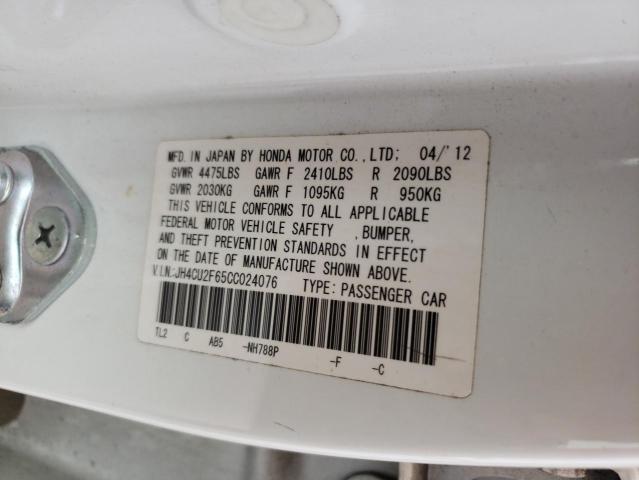 MFD. IN JAPAN BY HONDA MOTOR CO., LTD; 04/'12
GVWR 4475LBS GAWR F 2410LBS R 2090LBS
GVWR 2030KG GAWR F 1095KG R 950KG
THIS VEHICLE CONFORMS TO ALL APPLICABLE
FEDERAL MOTOR VEHICLE SAFETY , BUMPER,
AND THEFT PREVENTION STANDARDS IN EFFECT
ON THE DATE OF MANUFACTURE SHOWN ABOVE.
V.I.N.:JH4CU2F65CC024076 TYPE: PASSENGER CAR
TL2 C AB5 -NH788P -F -C